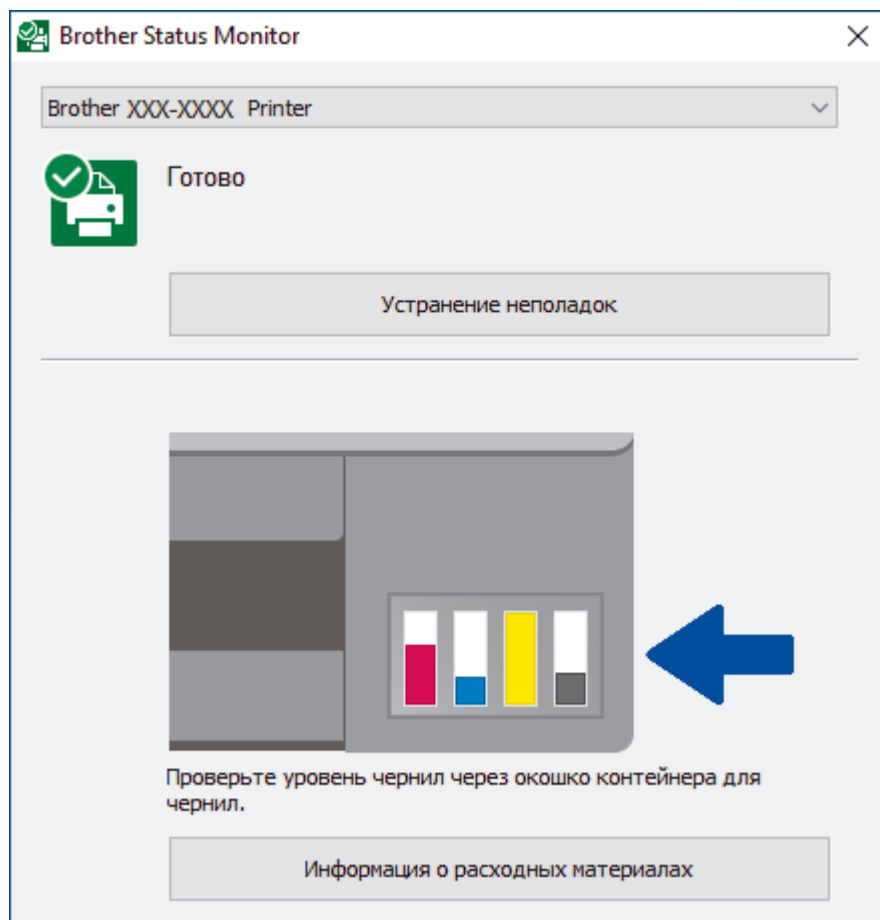 Brother Status Monitor
Brother XXX-XXXX Printer
Готово
Устранение неполадок
Проверьте уровень чернил через окошко контейнера для
чернил.
Информация о расходных материалах